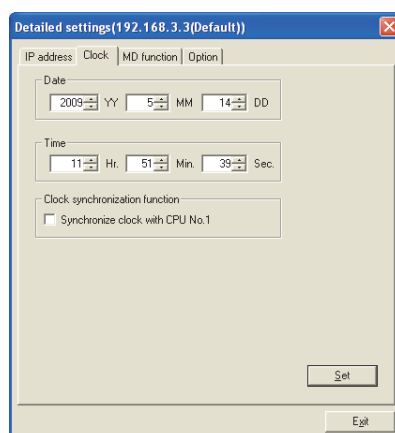 Detailed settings(192.168.3.3(Default))
IP address Clock MD function Option
Date
2009 YY 5 MM 14 DD
Time
11 Hr. 51 Min. 39 Sec.
Clock synchronization function
Synchronize clock with CPU No.1
Set
Exit